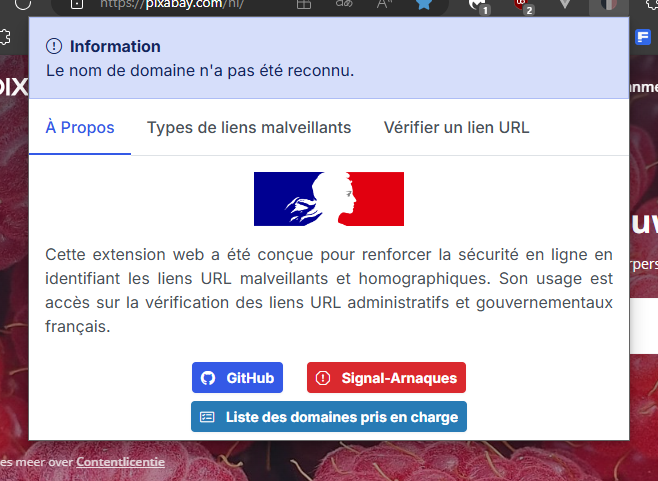 https://pixabay.com/nl/
1
2
Information
Le nom de domaine n'a pas été reconnu.
À Propos
Types de liens malveillants
Vérifier un lien URL
Cette extension web a été conçue pour renforcer la sécurité en ligne en
identifiant les liens URL malveillants et homographiques. Son usage est
accès sur la vérification des liens URL administratifs et gouvernementaux
français.
GitHub
Signal-Arnaques
Liste des domaines pris en charge
es meer over Contentlicentie